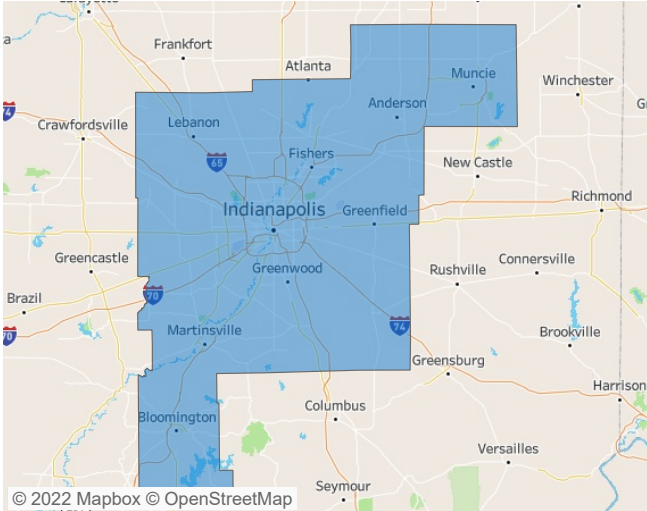 Frankfort
Atlanta
Muncie
Winchester
Anderson
74
Crawfordsville
Lebanon
Fishers
65
New Castle
Richmond
Indianapolis
Greenfield
Greencastle
Connersville
Greenwood
Rushville
Brazil
70
70
Martinsville
74
Brookville
Greensburg
Harrison
Bloomington
Columbus
Versailles
Seymour
© 2022 Mapbox © OpenStreetMap